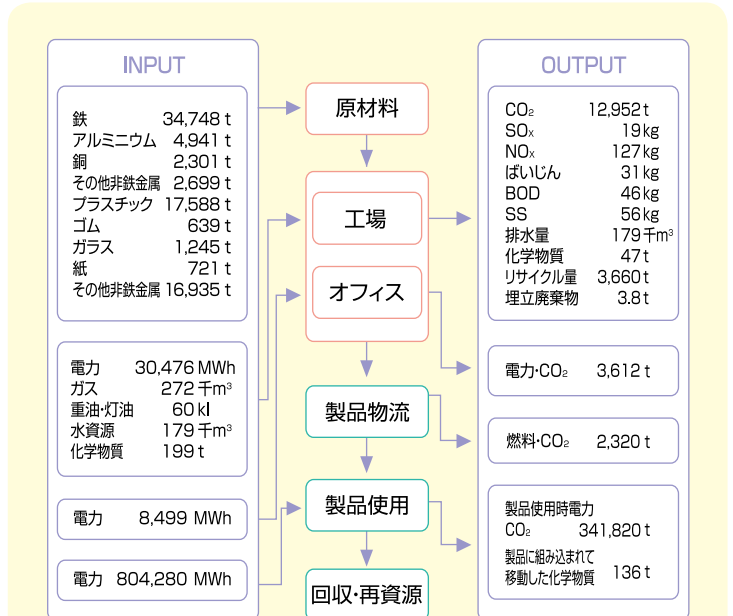 INPUT
鉄 34,748 t
アルミニウム 4,941 t
銅 2,301 t
その他非鉄金属 2,699 t
プラスチック 17,588 t
ゴム 639 t
ガラス 1,245 t
紙 721 t
その他非鉄金属 16,935 t
電力 30,476 MWh
ガス 272 千m³
重油・灯油 60 kl
水資源 179 千m³
化学物質 199 t
電力 8,499 MWh
電力 804,280 MWh
原材料
工場
オフィス
製品物流
製品使用
回収・再資源
OUTPUT
CO₂ 12,952 t
SOx 19 kg
NOx 127 kg
ばいじん 31 kg
BOD 46 kg
SS 56 kg
排水量 179 千m³
化学物質 47 t
リサイクル量 3,660 t
埋立廃棄物 3.8 t
電力・CO₂ 3,612 t
燃料・CO₂ 2,320 t
製品使用時電力
CO₂ 341,820 t
製品に組み込まれて
移動した化学物質 136 t